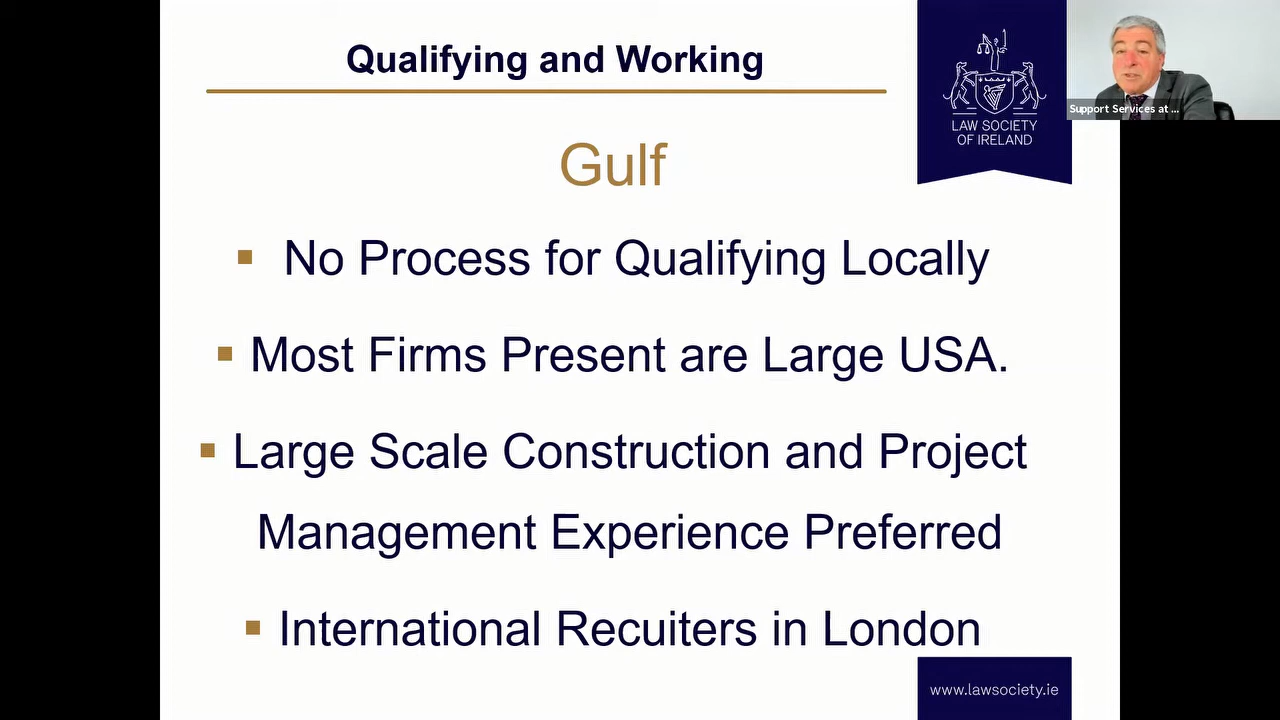 Qualifying and Working
LAW SOCIETY
OF IRELAND
Support Services at ...
Gulf
▪ No Process for Qualifying Locally
▪ Most Firms Present are Large USA.
▪ Large Scale Construction and Project
Management Experience Preferred
▪ International Recuiters in London
www.lawsociety.ie